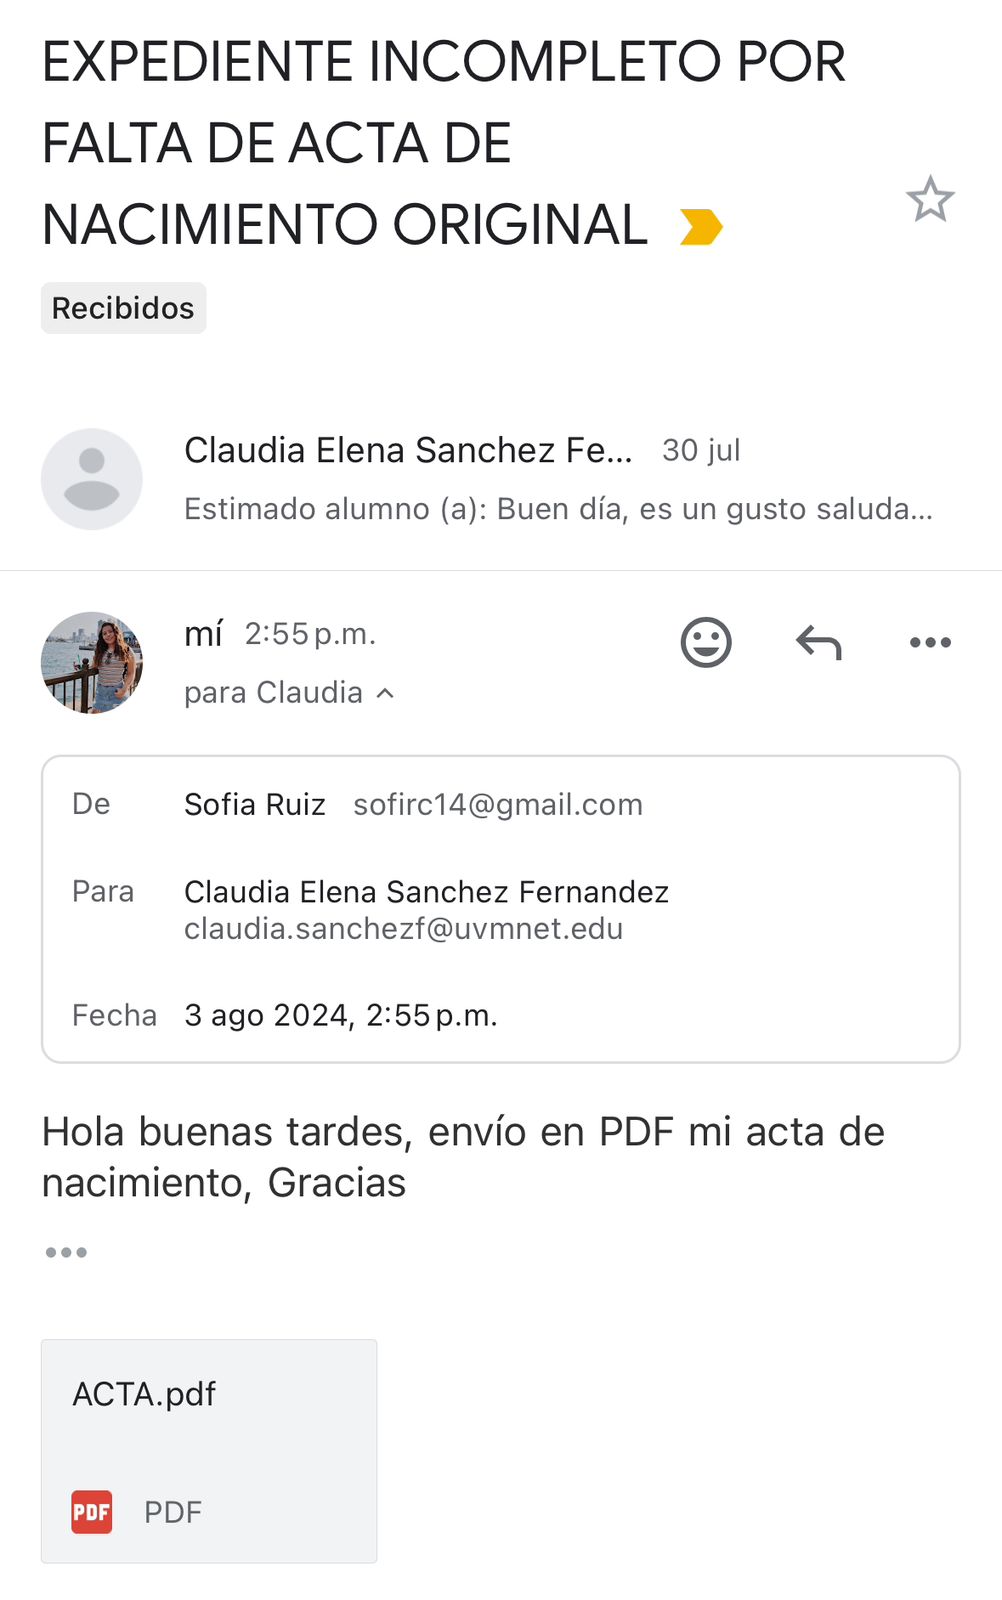 EXPEDIENTE INCOMPLETO POR
FALTA DE ACTA DE
NACIMIENTO ORIGINAL
Recibidos
Claudia Elena Sanchez Fe... 30 jul
Estimado alumno (a): Buen día, es un gusto saluda...
mí 2:55 p.m.
para Claudia
De Sofia Ruiz sofirc14@gmail.com
Para Claudia Elena Sanchez Fernandez
claudia.sanchezf@uvmnet.edu
Fecha 3 ago 2024, 2:55 p.m.
Hola buenas tardes, envío en PDF mi acta de
nacimiento, Gracias
ACTA.pdf
PDF PDF